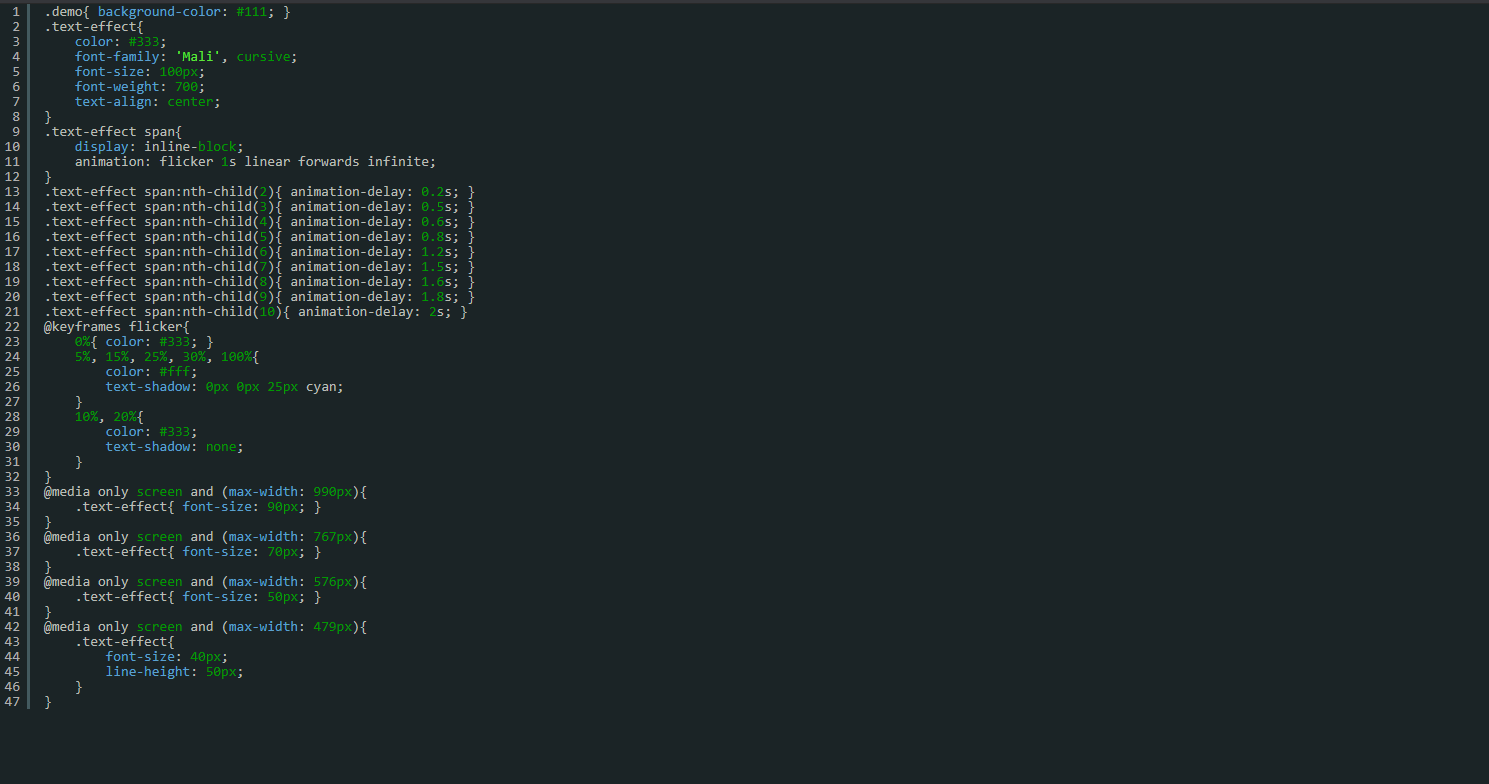 1 .demo{ background-color: #111; }
2 .text-effect{
3     color: #333;
4     font-family: 'Mali', cursive;
5     font-size: 100px;
6     font-weight: 700;
7     text-align: center;
8 }
9 .text-effect span{
10     display: inline-block;
11     animation: flicker 1s linear forwards infinite;
12 }
13 .text-effect span:nth-child(2){ animation-delay: 0.2s; }
14 .text-effect span:nth-child(3){ animation-delay: 0.5s; }
15 .text-effect span:nth-child(4){ animation-delay: 0.6s; }
16 .text-effect span:nth-child(5){ animation-delay: 0.8s; }
17 .text-effect span:nth-child(6){ animation-delay: 1.2s; }
18 .text-effect span:nth-child(7){ animation-delay: 1.5s; }
19 .text-effect span:nth-child(8){ animation-delay: 1.6s; }
20 .text-effect span:nth-child(9){ animation-delay: 1.8s; }
21 .text-effect span:nth-child(10){ animation-delay: 2s; }
22 @keyframes flicker{
23     0%{ color: #333; }
24     5%, 15%, 25%, 30%, 100%{
25         color: #fff;
26         text-shadow: 0px 0px 25px cyan;
27     }
28     10%, 20%{
29         color: #333;
30         text-shadow: none;
31     }
32 }
33 @media only screen and (max-width: 990px){
34     .text-effect{ font-size: 90px; }
35 }
36 @media only screen and (max-width: 767px){
37     .text-effect{ font-size: 70px; }
38 }
39 @media only screen and (max-width: 576px){
40     .text-effect{ font-size: 50px; }
41 }
42 @media only screen and (max-width: 479px){
43     .text-effect{
44         font-size: 40px;
45         line-height: 50px;
46     }
47 }